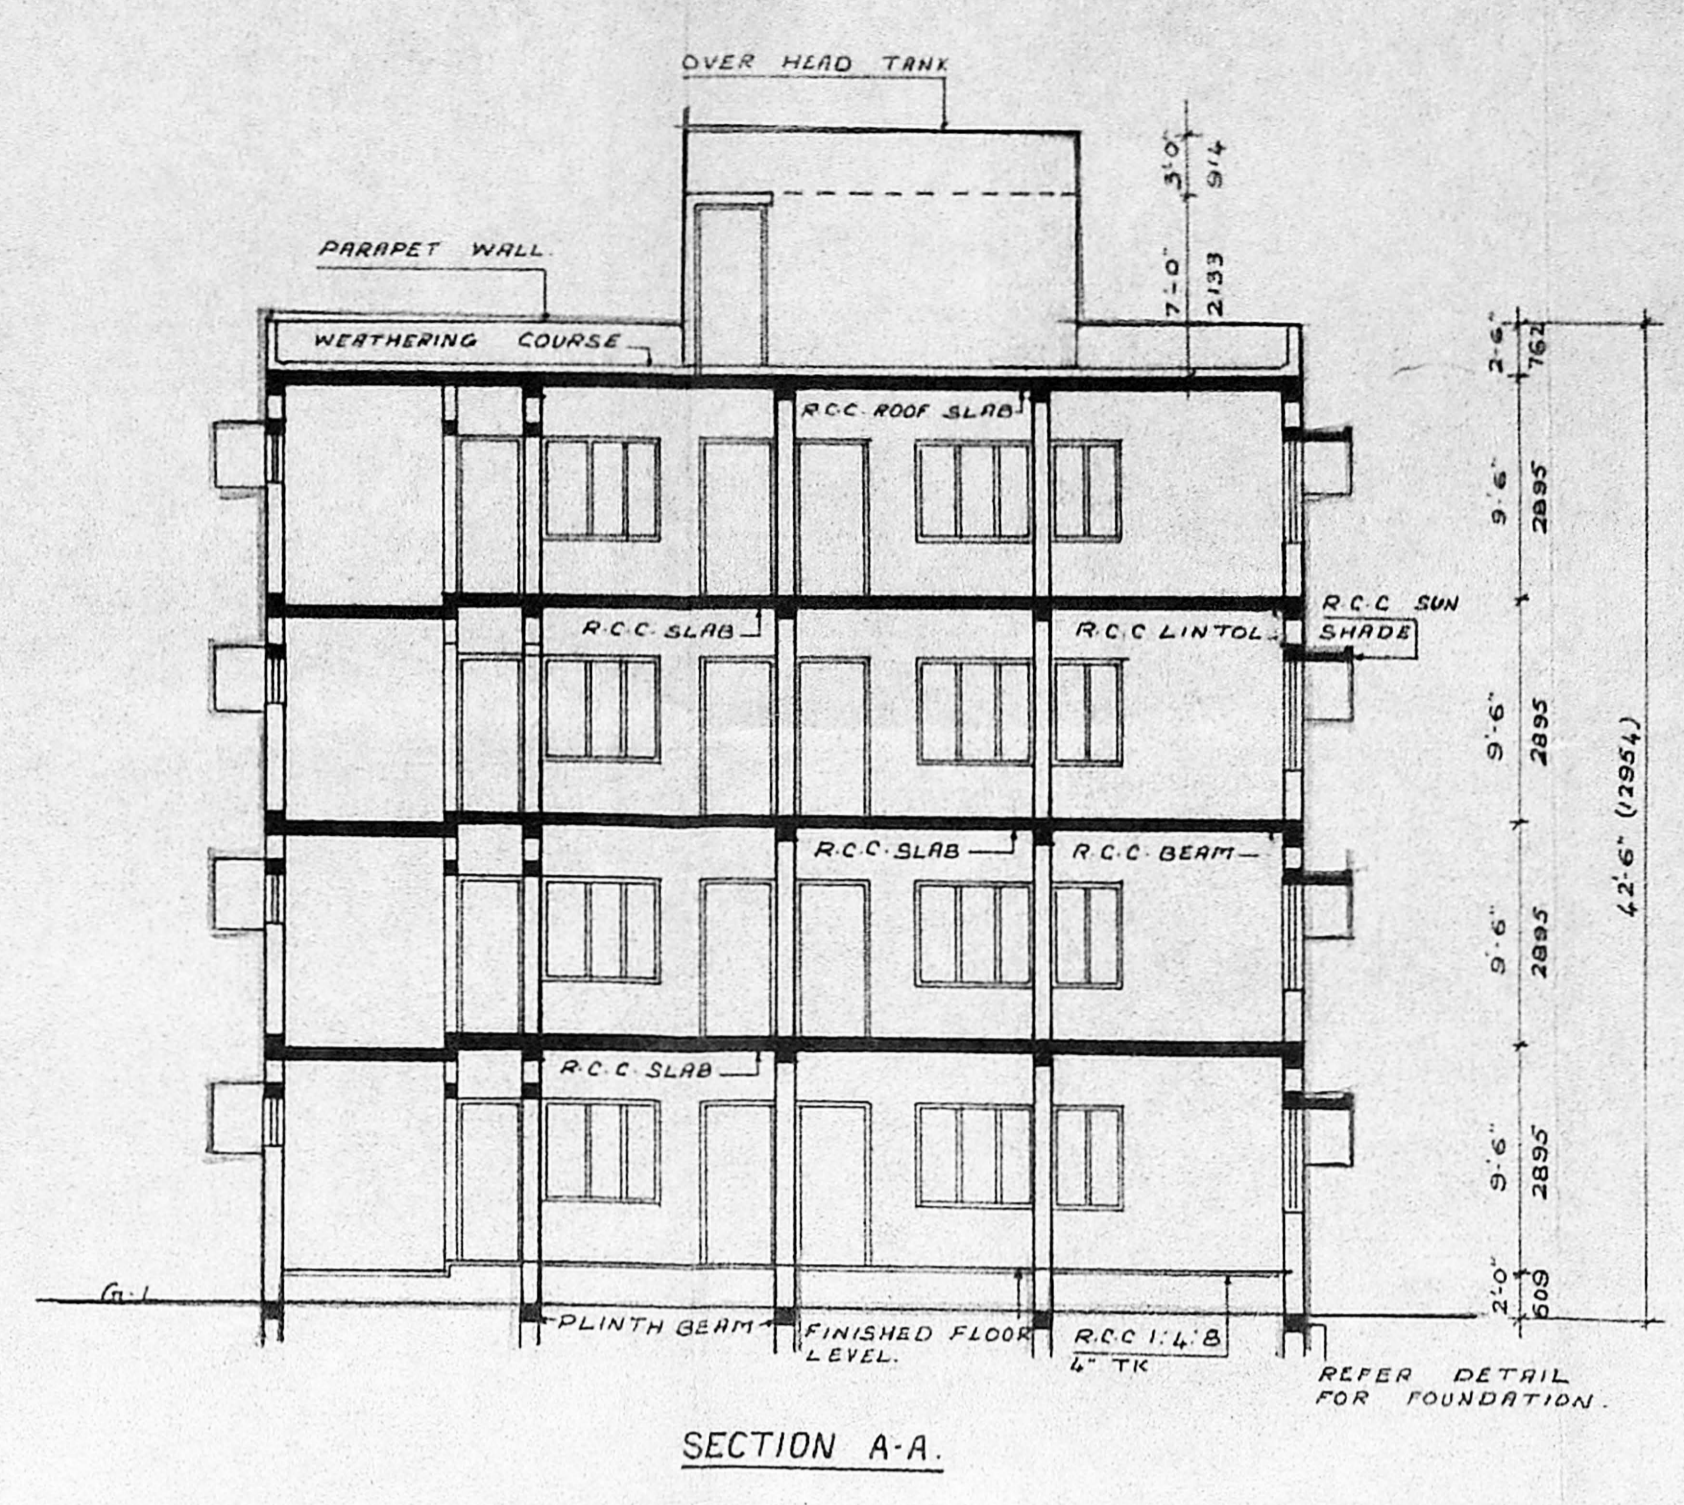 OVER HEAD TANK
3'0"
914
PARAPET WALL.
7'-0"
2133
WEATHERING COURSE
2-6"
762
R.C.C. ROOF SLAB
9'-6"
2895
R.C.C. SLAB
R.C.C LINTOL
R.C.C SUN
SHADE
9'-6"
2895
42'-6" (12954)
R.C.C. SLAB
R.C.C. BEAM
9'-6"
2895
R.C.C. SLAB
9'-6"
2895
G.L
2'-0"
609
PLINTH BEAM
FINISHED FLOOR
LEVEL.
R.C.C 1:4:8
4" TK
REFER DETAIL
FOR FOUNDATION.
SECTION A-A.